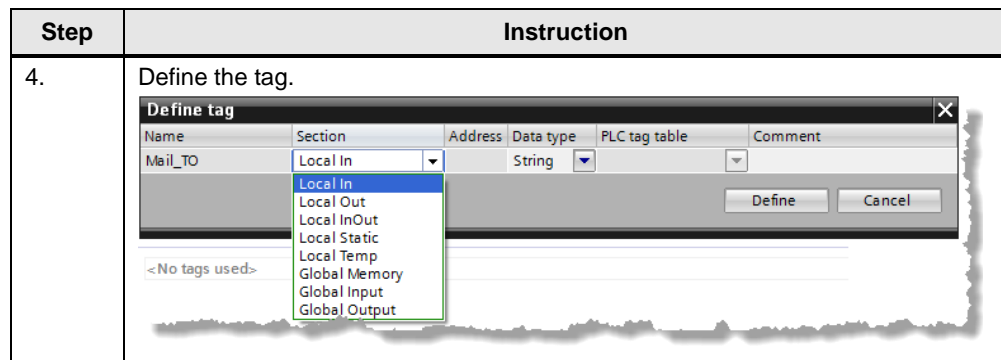 Step Instruction
4. Define the tag.
Define tag
Name Section Address Data type PLC tag table Comment
Mail_TO Local In String
Local In
Local Out
Local InOut
Local Static
Local Temp
Global Memory
Global Input
Global Output
Define Cancel
<No tags used>